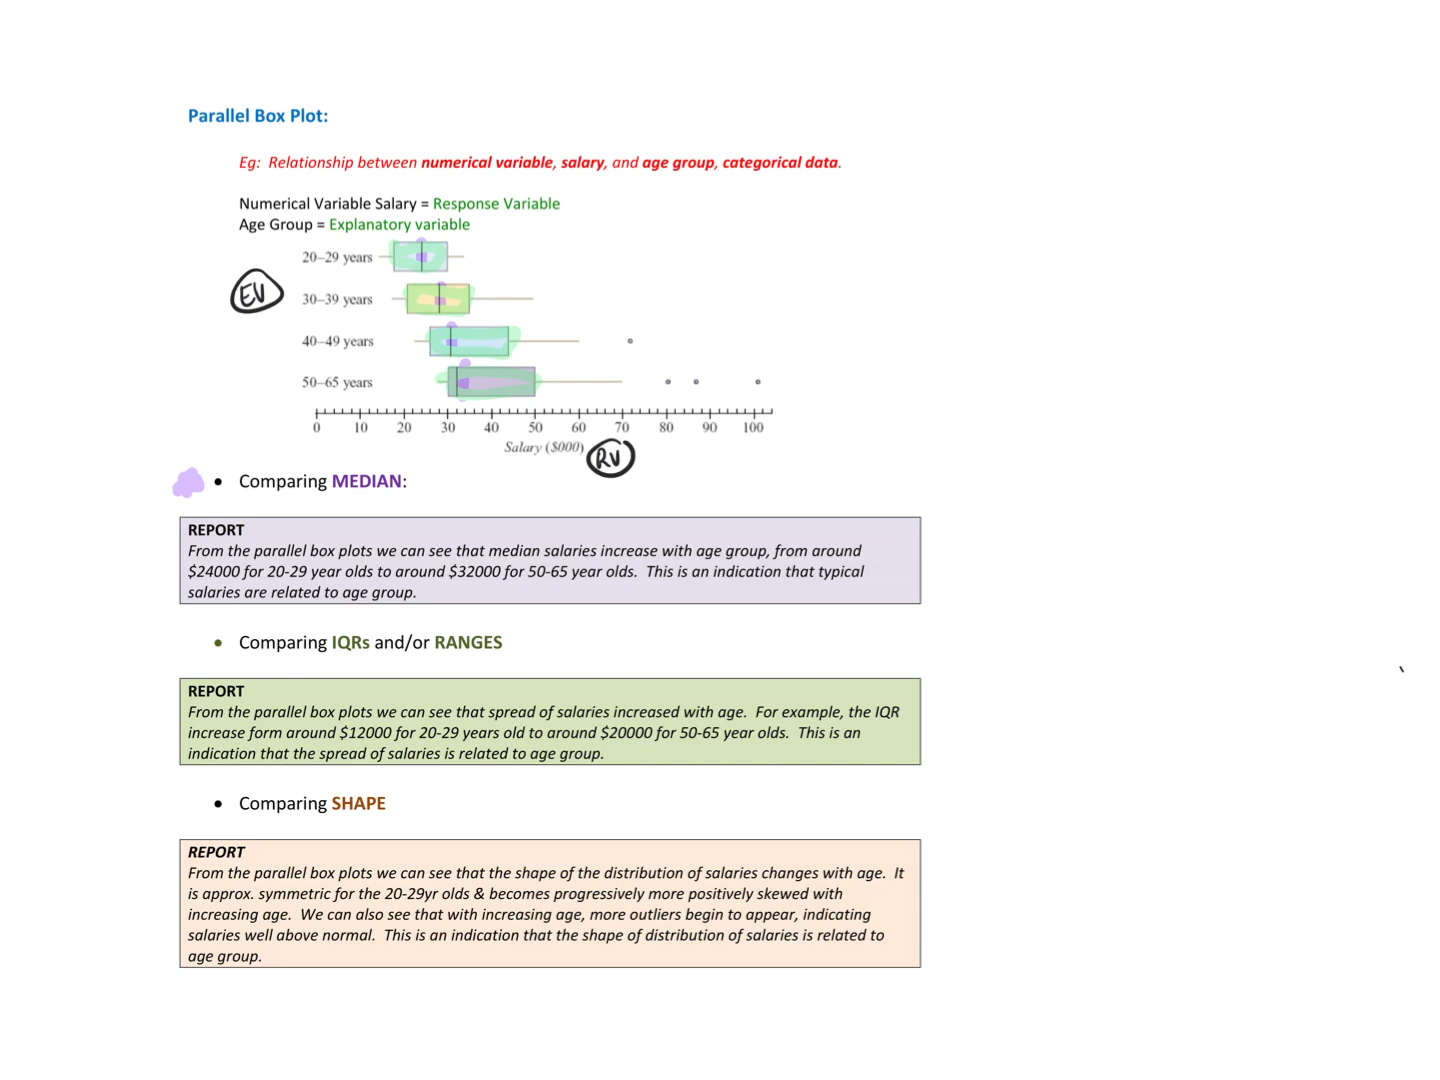 Parallel Box Plot:
Eg: Relationship between numerical variable, salary, and age group, categorical data.
Numerical Variable Salary = Response Variable
Age Group = Explanatory variable
20–29 years
EV
30–39 years
40–49 years
50–65 years
0 10 20 30 40 50 60 70 80 90 100
Salary ($000)
RV
• Comparing MEDIAN:
REPORT
From the parallel box plots we can see that median salaries increase with age group, from around
$24000 for 20-29 year olds to around $32000 for 50-65 year olds. This is an indication that typical
salaries are related to age group.
• Comparing IQRs and/or RANGES
REPORT
From the parallel box plots we can see that spread of salaries increased with age. For example, the IQR
increase form around $12000 for 20-29 years old to around $20000 for 50-65 year olds. This is an
indication that the spread of salaries is related to age group.
• Comparing SHAPE
REPORT
From the parallel box plots we can see that the shape of the distribution of salaries changes with age. It
is approx. symmetric for the 20-29yr olds & becomes progressively more positively skewed with
increasing age. We can also see that with increasing age, more outliers begin to appear, indicating
salaries well above normal. This is an indication that the shape of distribution of salaries is related to
age group.